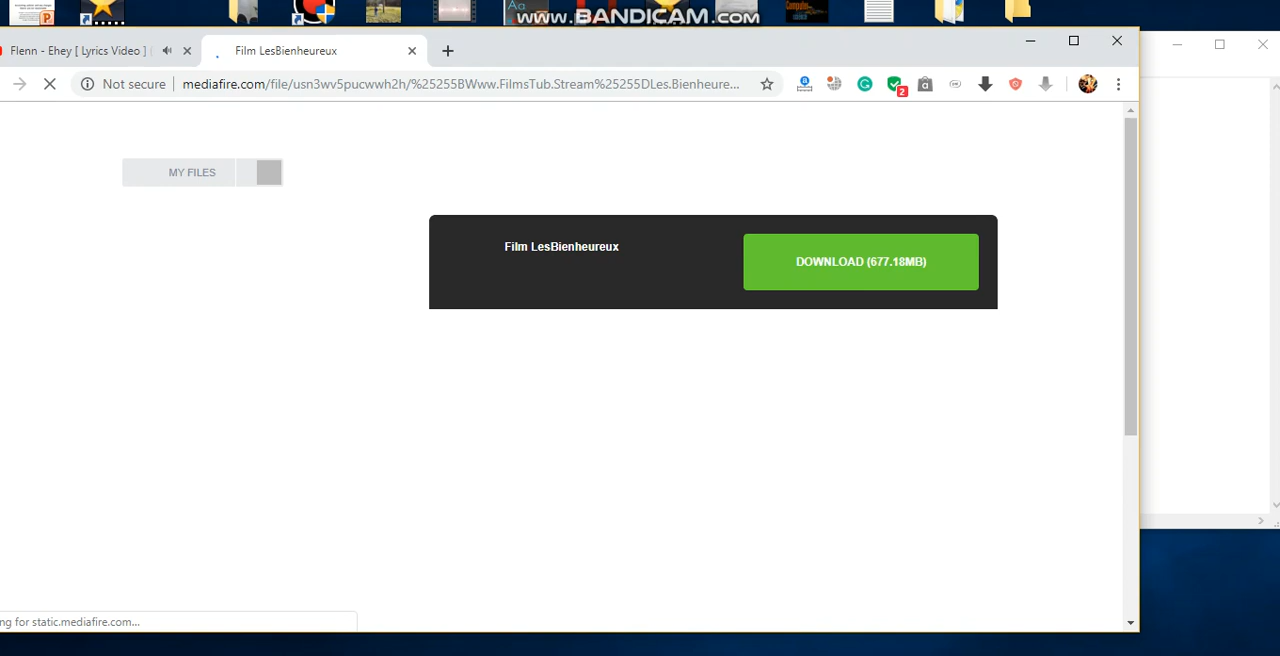 www.BANDICAM.com
Flenn - Ehey [ Lyrics Video ]
Film LesBienheureux
Not secure
mediafire.com/file/usn3wv5pucwwh2h/%25255BWww.FilmsTub.Stream%25255DLes.Bienheure...
2
MY FILES
Film LesBienheureux
DOWNLOAD (677.18MB)
ng for static.mediafire.com...